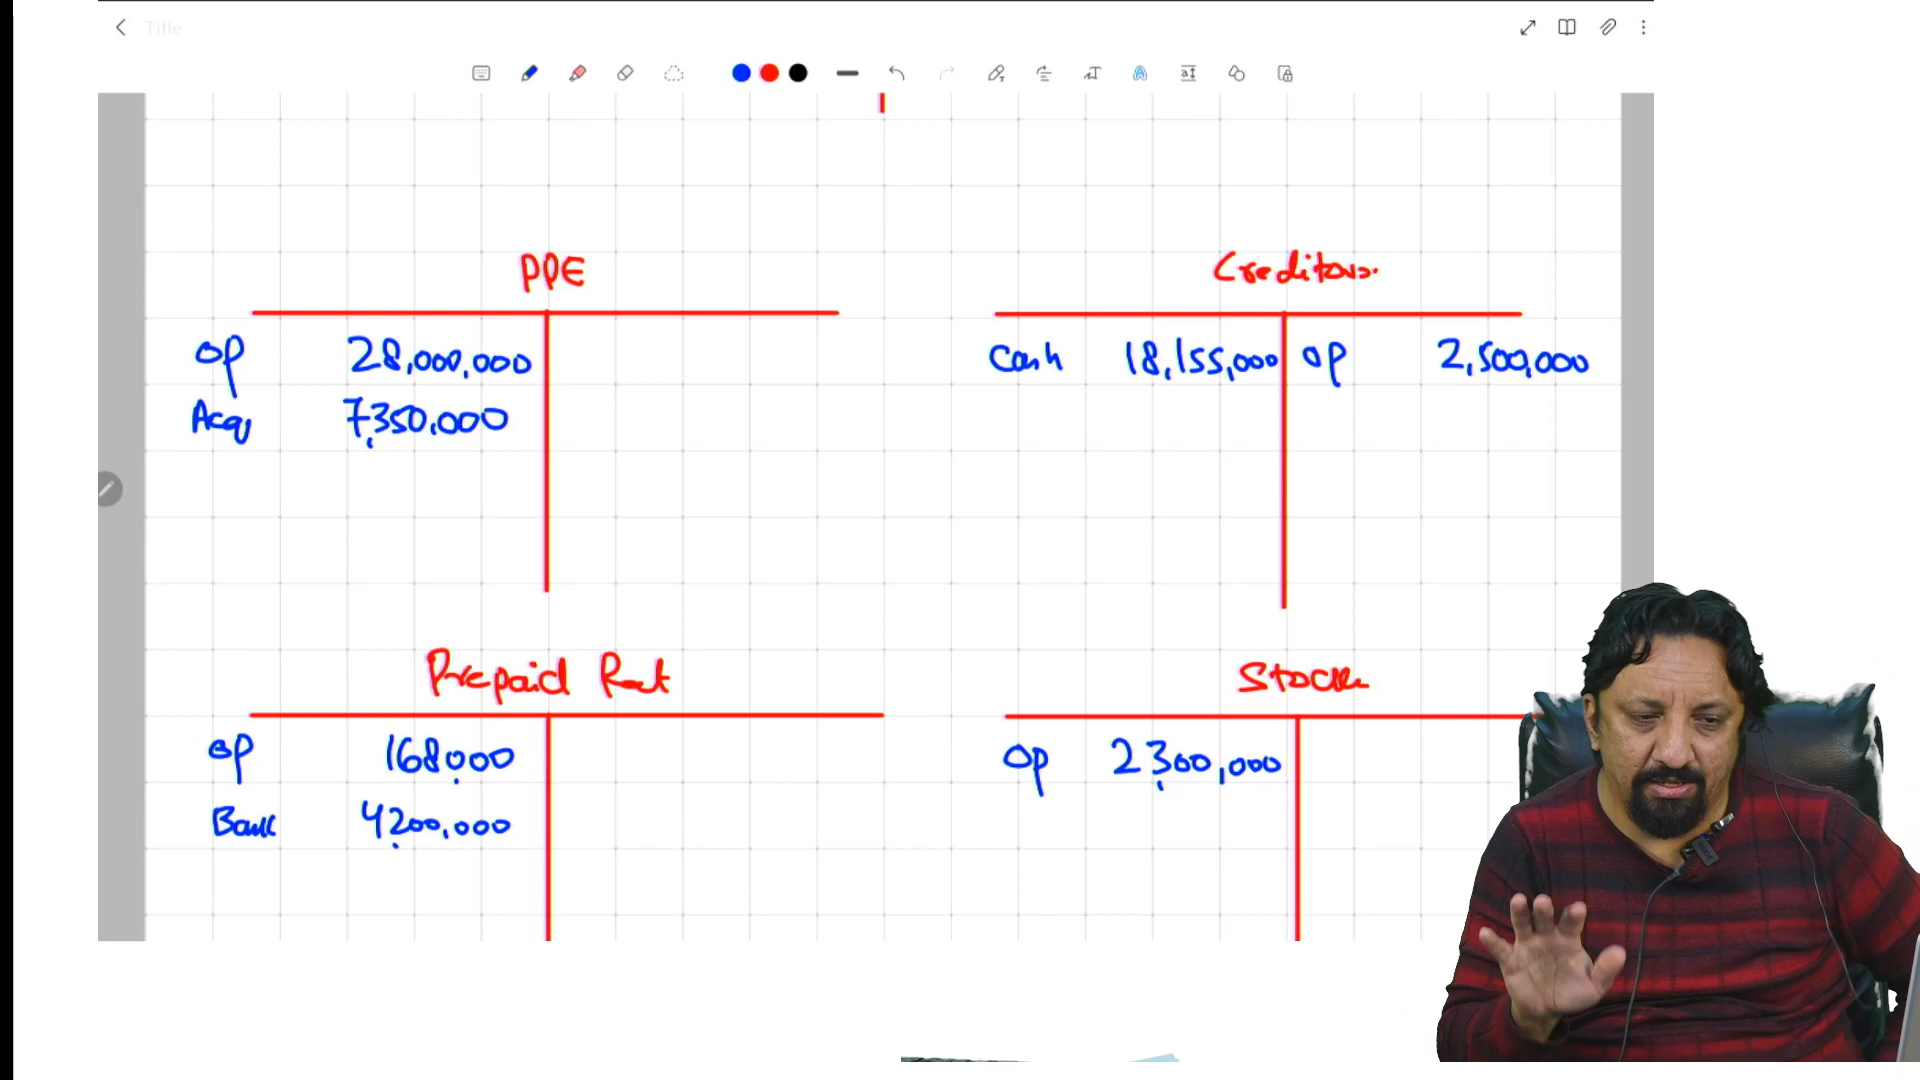 Title
PPE
Creditors.
op 28,000,000
Cash 18,155,000 op 2,500,000
Acq 7,350,000
Prepaid Rent
Stock
op 168,000
Op 2,300,000
Bank 4,200,000